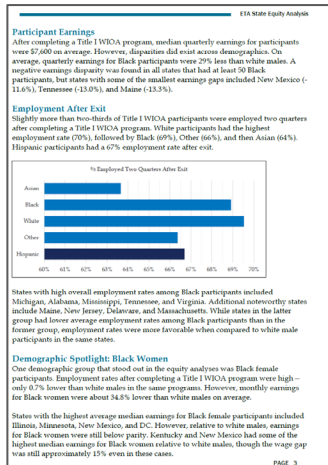 ETA State Equity Analysis
Participant Earnings
After completing a Title I WIOA program, median quarterly earnings for participants
were $7,600 on average. However, disparities did exist across demographics. On
average, quarterly earnings for Black participants were 29% less than white males. A
negative earnings disparity was found in all states that had at least 50 Black
participants, but states with some of the smallest earnings gaps included New Mexico (-
11.6%), Tennessee (-13.0%), and Maine (-13.3%).
Employment After Exit
Slightly more than two-thirds of Title I WIOA participants were employed two quarters
after completing a Title I WIOA program. White participants had the highest
employment rate (70%), followed by Black (69%), Other (66%), and then Asian (64%).
Hispanic participants had a 67% employment rate after exit.
% Employed Two Quarters After Exit
Asian
Black
White
Other
Hispanic
60% 61% 62% 63% 64% 65% 66% 67% 68% 69% 70%
States with high overall employment rates among Black participants included
Michigan, Alabama, Mississippi, Tennessee, and Virginia. Additional noteworthy states
include Maine, New Jersey, Delaware, and Massachusetts. While states in the latter
group had lower average employment rates among Black participants than in the
former group, employment rates were more favorable when compared to white male
participants in the same states.
Demographic Spotlight: Black Women
One demographic group that stood out in the equity analyses was Black female
participants. Employment rates after completing a Title I WIOA program were high –
only 0.7% lower than white males in the same programs. However, monthly earnings
for Black women were about 34.8% lower than white males on average.
States with the highest average median earnings for Black female participants included
Illinois, Minnesota, New Mexico, and DC. However, relative to white males, earnings
for Black women were still below parity. Kentucky and New Mexico had some of the
highest median earnings for Black women relative to white males, though the wage gap
was still approximately 15% even in these cases.
PAGE 3